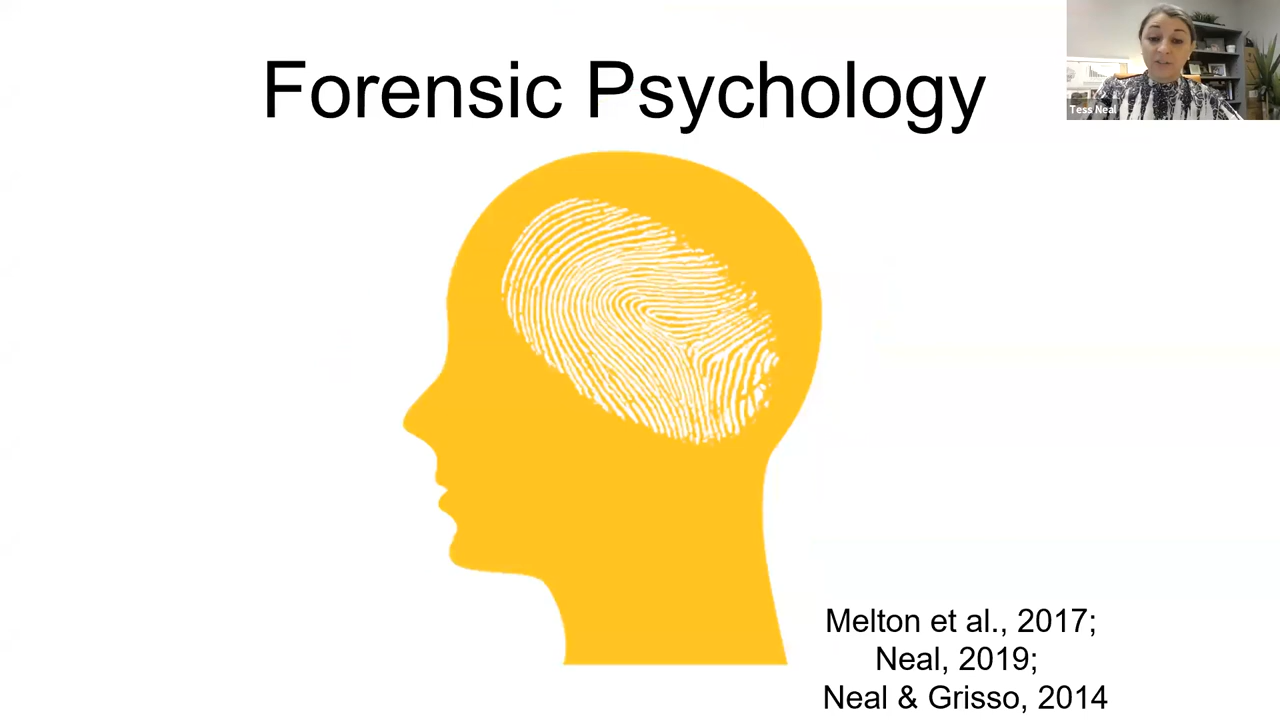 Forensic Psychology
Tess Neal
Melton et al., 2017;
Neal, 2019;
Neal & Grisso, 2014